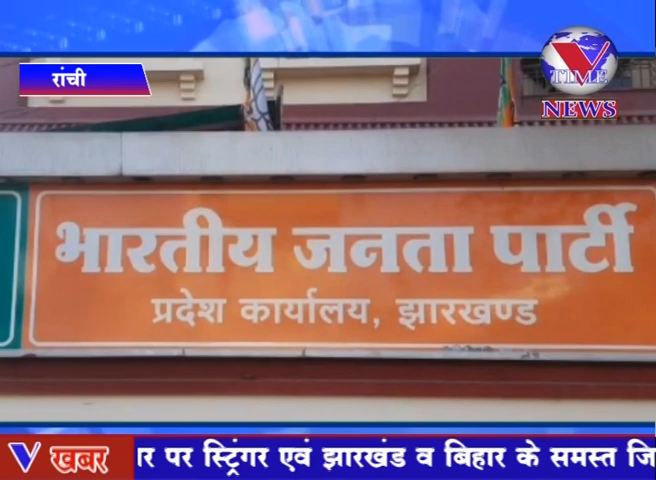 रांची
V
TIME
NEWS
भारतीय जनता पार्टी
प्रदेश कार्यालय, झारखण्ड
V खबर
पर स्ट्रिंगर एवं झारखंड व बिहार के समस्त